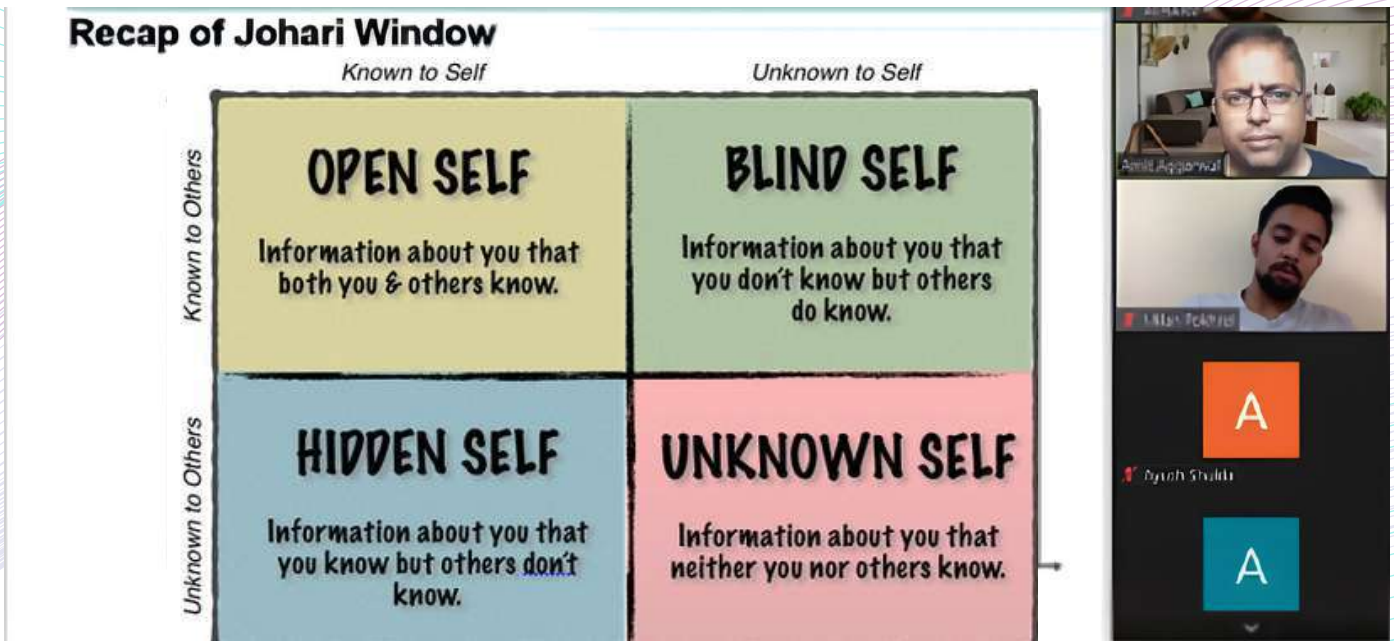 Recap of Johari Window
Known to Self
Unknown to Self
Known to Others
OPEN SELF
Information about you that
both you & others know.
BLIND SELF
Information about you that
you don't know but others
do know.
Unknown to Others
HIDDEN SELF
Information about you that
you know but others don't
know.
UNKNOWN SELF
Information about you that
neither you nor others know.
Aggarwal
A
Ayush
A